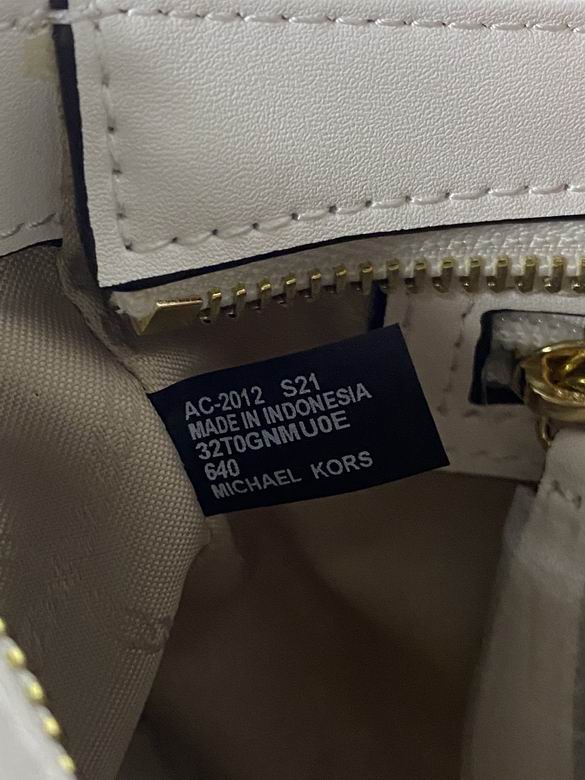 AC-2012 S21
MADE IN INDONESIA
32T0GNMU0E
640
MICHAEL KORS